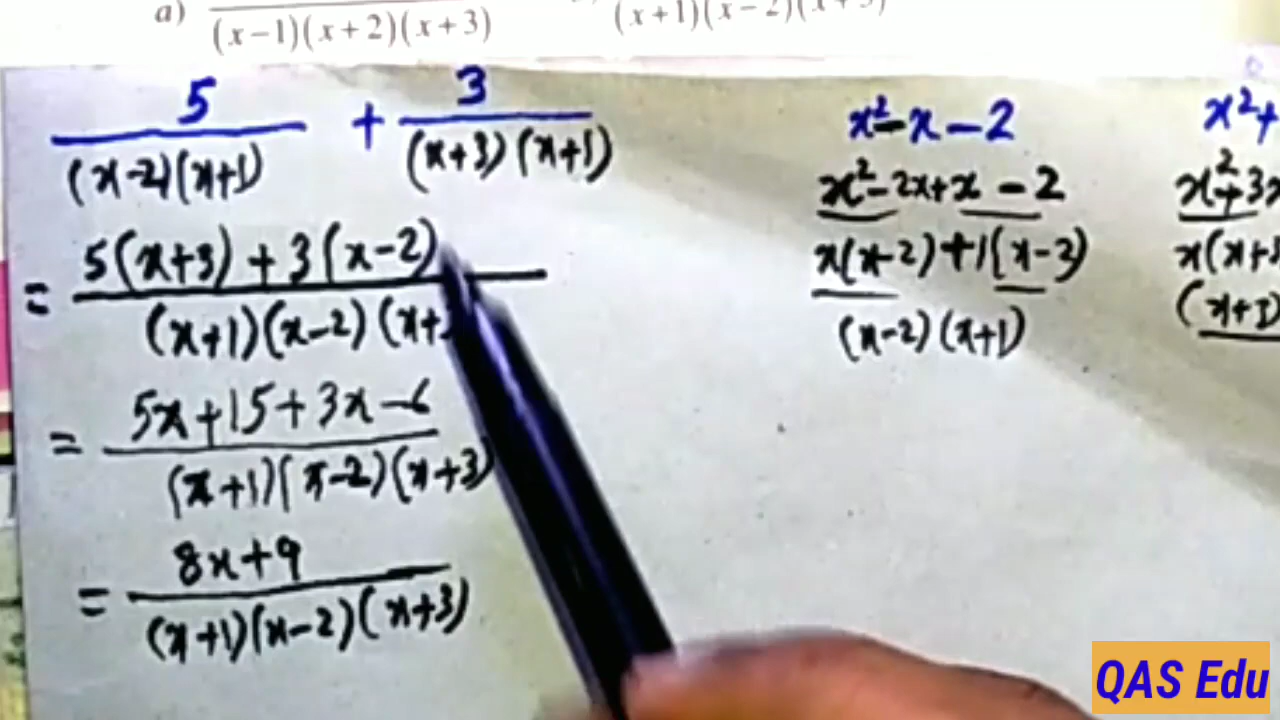 a) (x-1)(x+2)(x+3) (x+1)(x-2)(x+3)
5 / (x-2)(x+1) + 3 / (x+3)(x+1)
= 5(x+3) + 3(x-2) / (x+1)(x-2)(x+
= 5x+15+3x-6 / (x+1)(x-2)(x+3)
= 8x+9 / (x+1)(x-2)(x+3)
x²-x-2
x²-2x+x-2
x(x-2)+1(x-2)
(x-2)(x+1)
x²+
x²+3x
x(x+3
(x+3)
QAS Edu